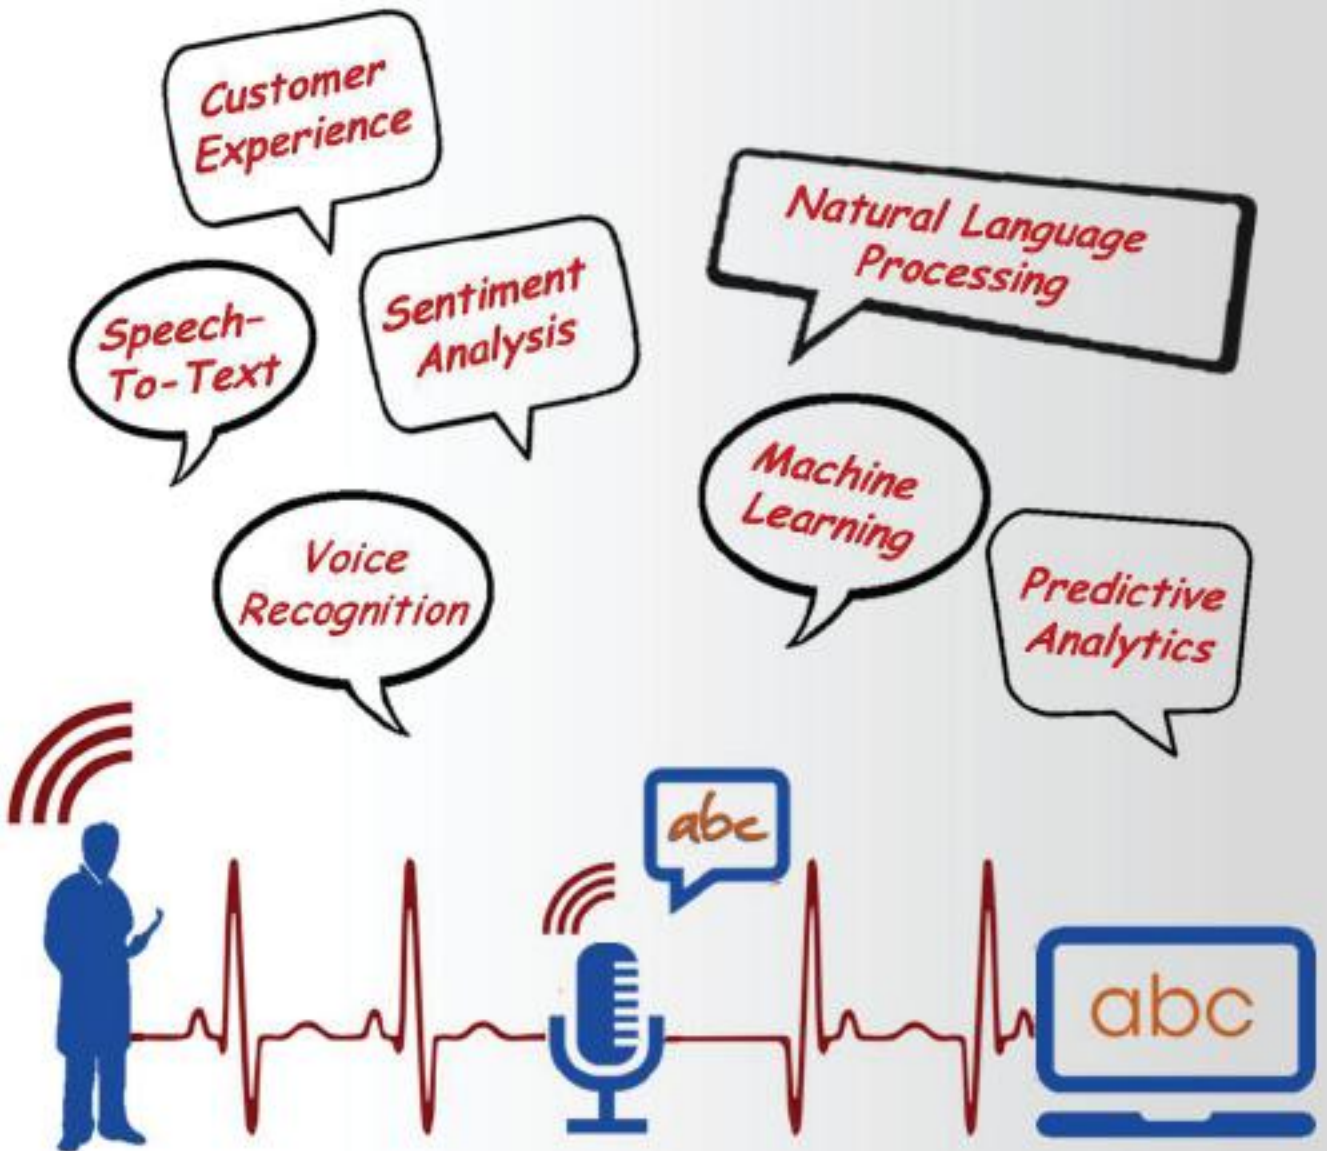 Customer
Experience
Natural Language
Processing
Sentiment
Analysis
Speech-
To-Text
Machine
Learning
Voice
Recognition
Predictive
Analytics
abc
abc